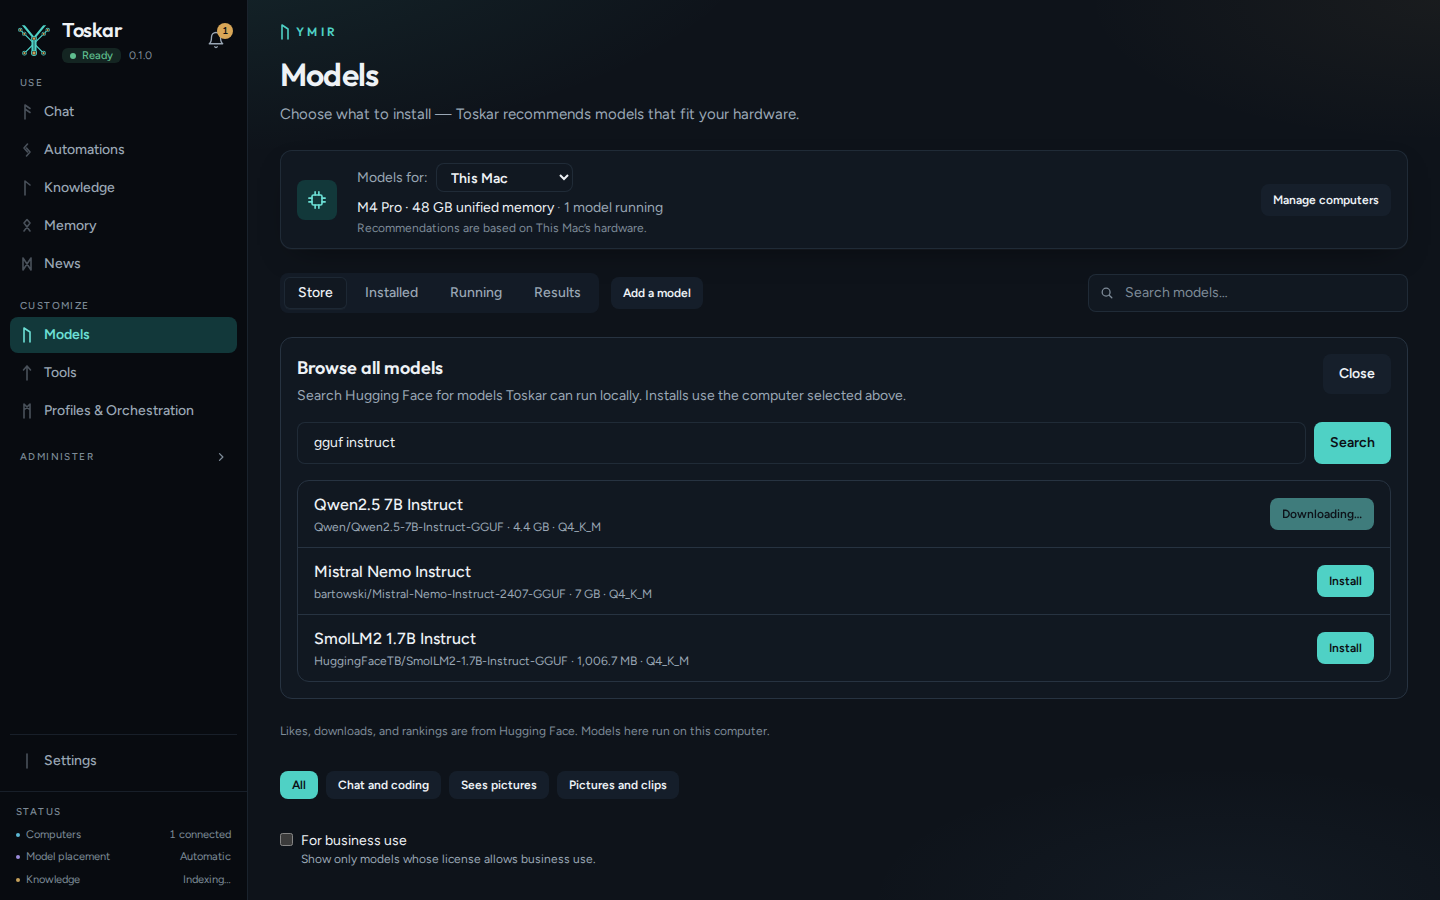 Toskar
1
Ready 0.1.0
USE
Chat
Automations
Knowledge
Memory
News
CUSTOMIZE
Models
Tools
Profiles & Orchestration
ADMINISTER
Settings
STATUS
Computers 1 connected
Model placement Automatic
Knowledge Indexing...
YMIR
Models
Choose what to install — Toskar recommends models that fit your hardware.
Models for: This Mac
M4 Pro · 48 GB unified memory · 1 model running
Recommendations are based on This Mac's hardware.
Manage computers
Store Installed Running Results Add a model
Search models...
Browse all models
Search Hugging Face for models Toskar can run locally. Installs use the computer selected above.
Close
gguf instruct
Search
Qwen2.5 7B Instruct
Qwen/Qwen2.5-7B-Instruct-GGUF · 4.4 GB · Q4_K_M
Downloading...
Mistral Nemo Instruct
bartowski/Mistral-Nemo-Instruct-2407-GGUF · 7 GB · Q4_K_M
Install
SmolLM2 1.7B Instruct
HuggingFaceTB/SmolLM2-1.7B-Instruct-GGUF · 1,006.7 MB · Q4_K_M
Install
Likes, downloads, and rankings are from Hugging Face. Models here run on this computer.
All Chat and coding Sees pictures Pictures and clips
For business use
Show only models whose license allows business use.